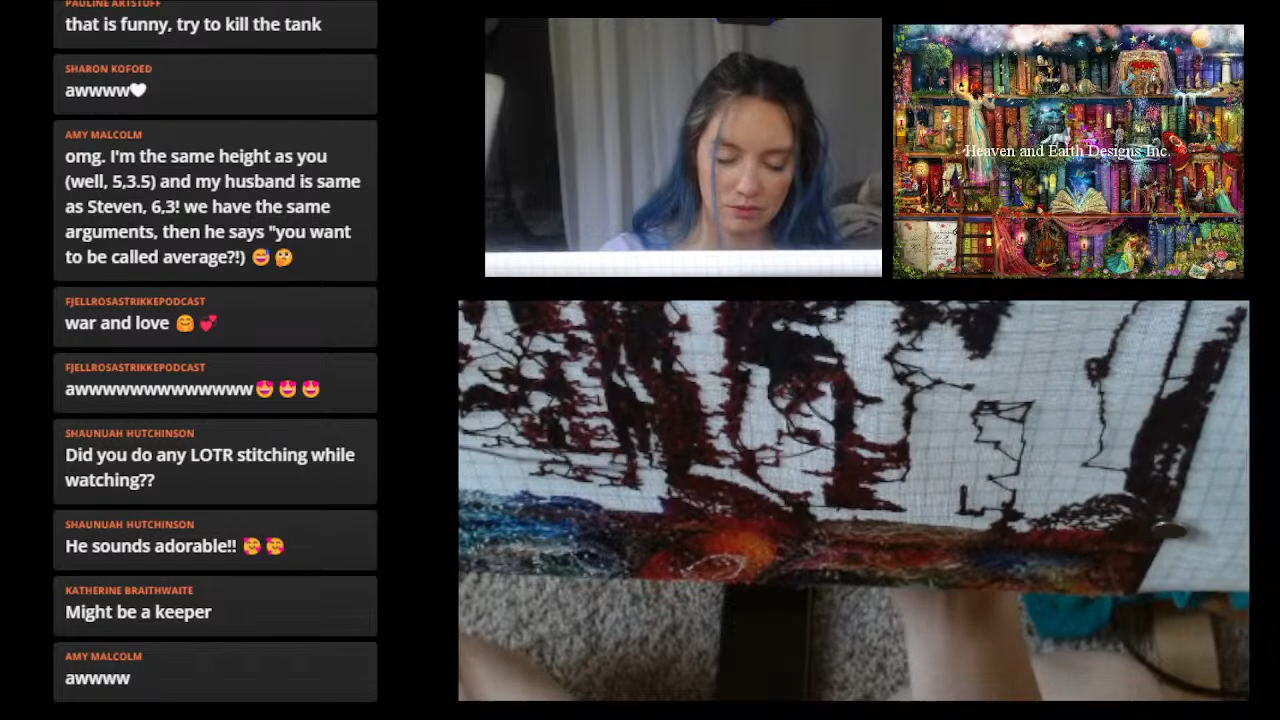 PAULINE ARTSTUFF
that is funny, try to kill the tank
SHARON KOFOED
awwww🤍
AMY MALCOLM
omg. I'm the same height as you
(well, 5,3.5) and my husband is same
as Steven, 6,3! we have the same
arguments, then he says "you want
to be called average?!) 😅 🤔
FJELLROSASTRIKKEPODCAST
war and love 🤗 💞
FJELLROSASTRIKKEPODCAST
awwwwwwwwwwwww😍 😍 😍
SHAUNUAH HUTCHINSON
Did you do any LOTR stitching while
watching??
SHAUNUAH HUTCHINSON
He sounds adorable!! 🥰 🥰
KATHERINE BRAITHWAITE
Might be a keeper
AMY MALCOLM
awwww
Heaven and Earth Designs Inc.